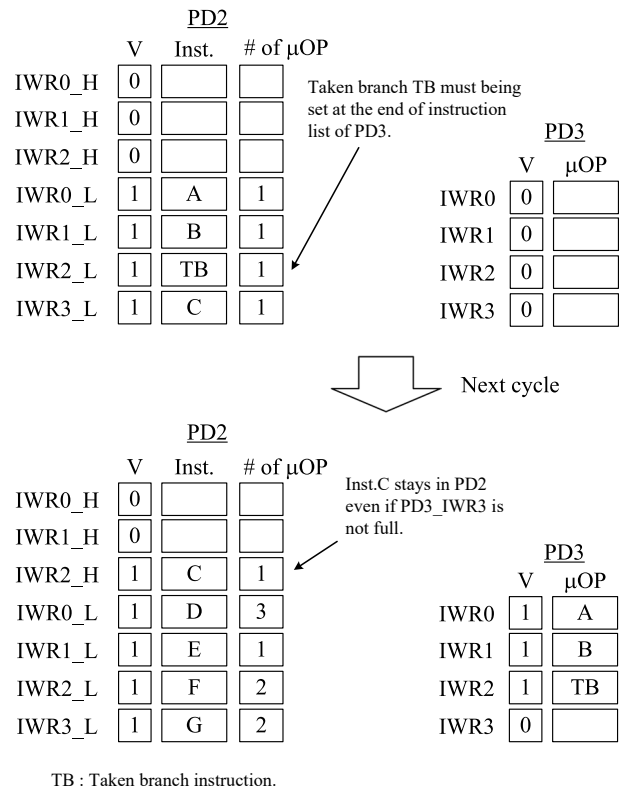 PD2
V Inst. # of μOP
IWR0_H 0
IWR1_H 0
IWR2_H 0
IWR0_L 1 A 1
IWR1_L 1 B 1
IWR2_L 1 TB 1
IWR3_L 1 C 1
Taken branch TB must being
set at the end of instruction
list of PD3.
PD3
V μOP
IWR0 0
IWR1 0
IWR2 0
IWR3 0
Next cycle
PD2
V Inst. # of μOP
IWR0_H 0
IWR1_H 0
IWR2_H 1 C 1
IWR0_L 1 D 3
IWR1_L 1 E 1
IWR2_L 1 F 2
IWR3_L 1 G 2
Inst.C stays in PD2
even if PD3_IWR3 is
not full.
PD3
V μOP
IWR0 1 A
IWR1 1 B
IWR2 1 TB
IWR3 0
TB : Taken branch instruction.